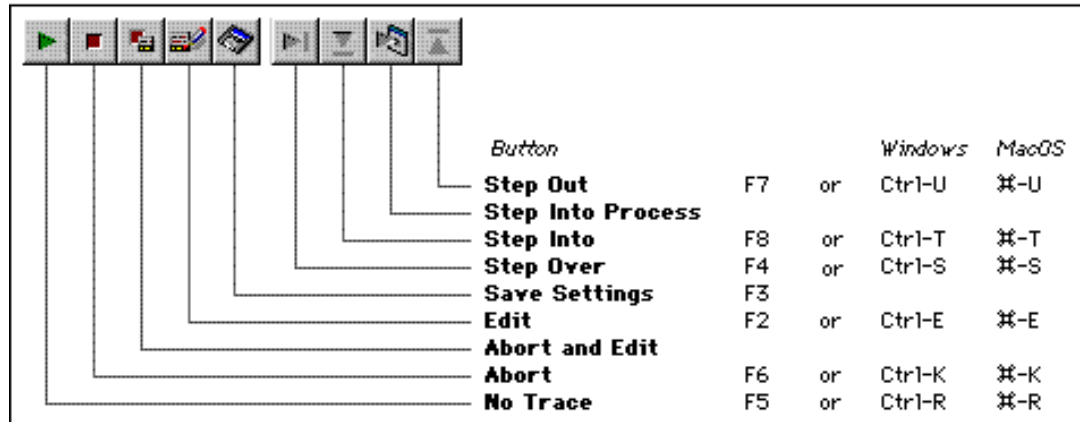 Button Windows MacOS
Step Out F7 or Ctrl-U ⌘-U
Step Into Process
Step Into F8 or Ctrl-T ⌘-T
Step Over F4 or Ctrl-S ⌘-S
Save Settings F3
Edit F2 or Ctrl-E ⌘-E
Abort and Edit
Abort F6 or Ctrl-K ⌘-K
No Trace F5 or Ctrl-R ⌘-R